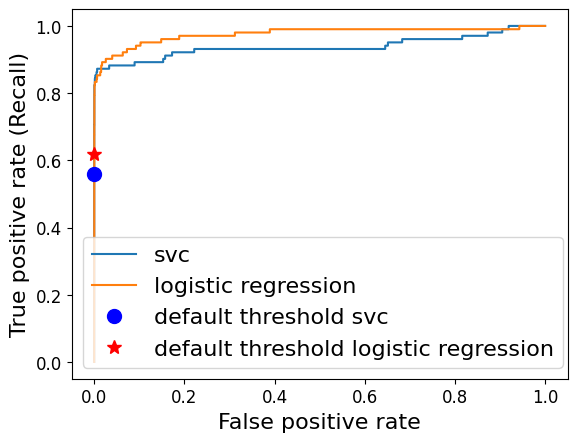 True positive rate (Recall)
1.0
0.8
0.6
0.4
0.2
0.0
svc
logistic regression
default threshold svc
default threshold logistic regression
0.0 0.2 0.4 0.6 0.8 1.0
False positive rate